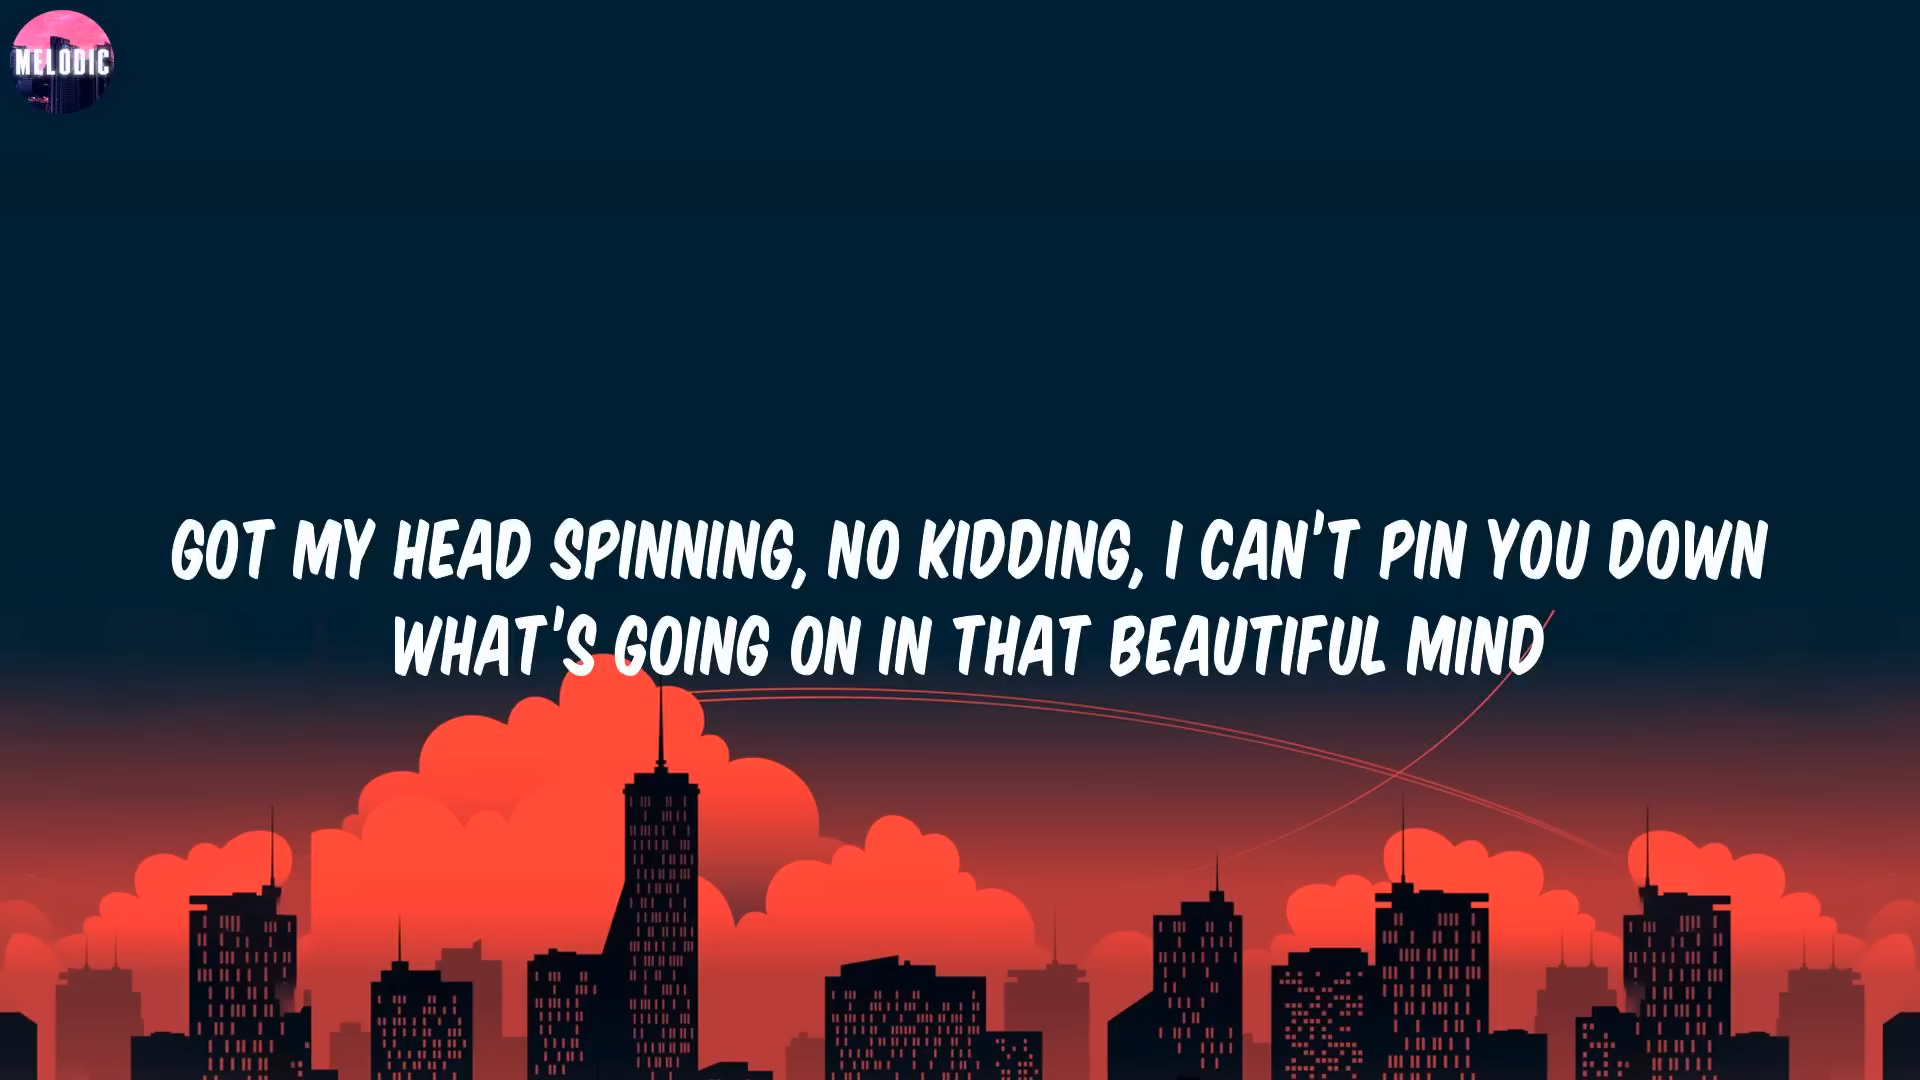 MELODIC
GOT MY HEAD SPINNING, NO KIDDING, I CAN'T PIN YOU DOWN
WHAT'S GOING ON IN THAT BEAUTIFUL MIND